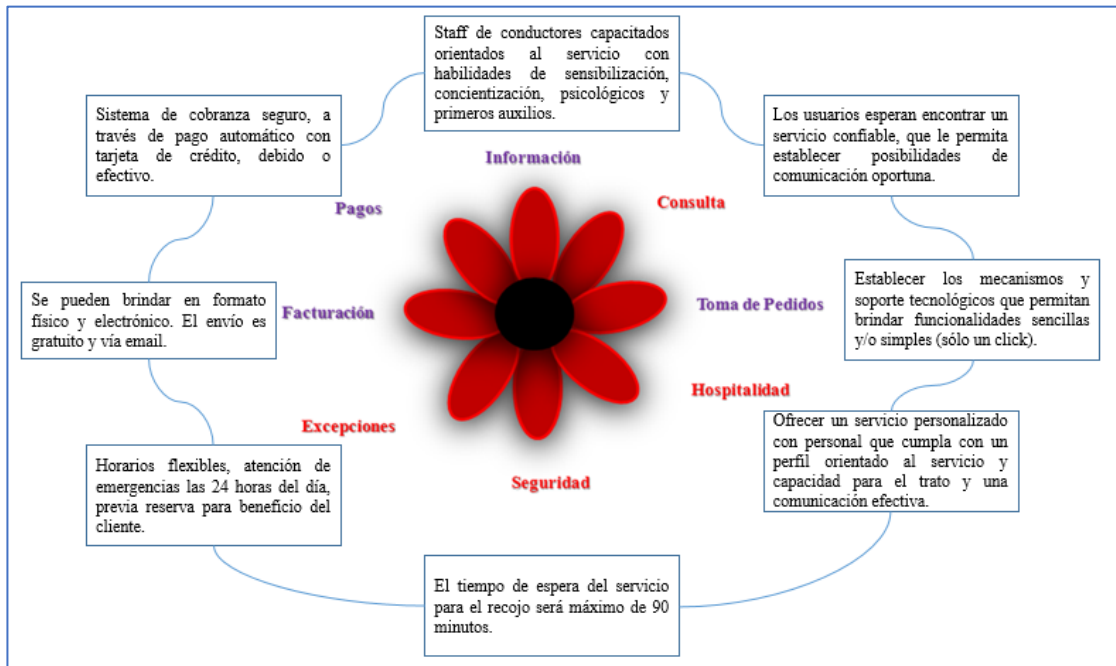 Staff de conductores capacitados
orientados al servicio con
habilidades de sensibilización,
concientización, psicológicos y
primeros auxilios.
Sistema de cobranza seguro, a
través de pago automático con
tarjeta de crédito, debido o
efectivo.
Los usuarios esperan encontrar un
servicio confiable, que le permita
establecer posibilidades de
comunicación oportuna.
Información
Pagos
Consulta
Se pueden brindar en formato
físico y electrónico. El envío es
gratuito y vía email.
Facturación
Toma de Pedidos
Establecer los mecanismos y
soporte tecnológicos que permitan
brindar funcionalidades sencillas
y/o simples (sólo un click).
Hospitalidad
Excepciones
Seguridad
Ofrecer un servicio personalizado
con personal que cumpla con un
perfil orientado al servicio y
capacidad para el trato y una
comunicación efectiva.
Horarios flexibles, atención de
emergencias las 24 horas del día,
previa reserva para beneficio del
cliente.
El tiempo de espera del servicio
para el recojo será máximo de 90
minutos.